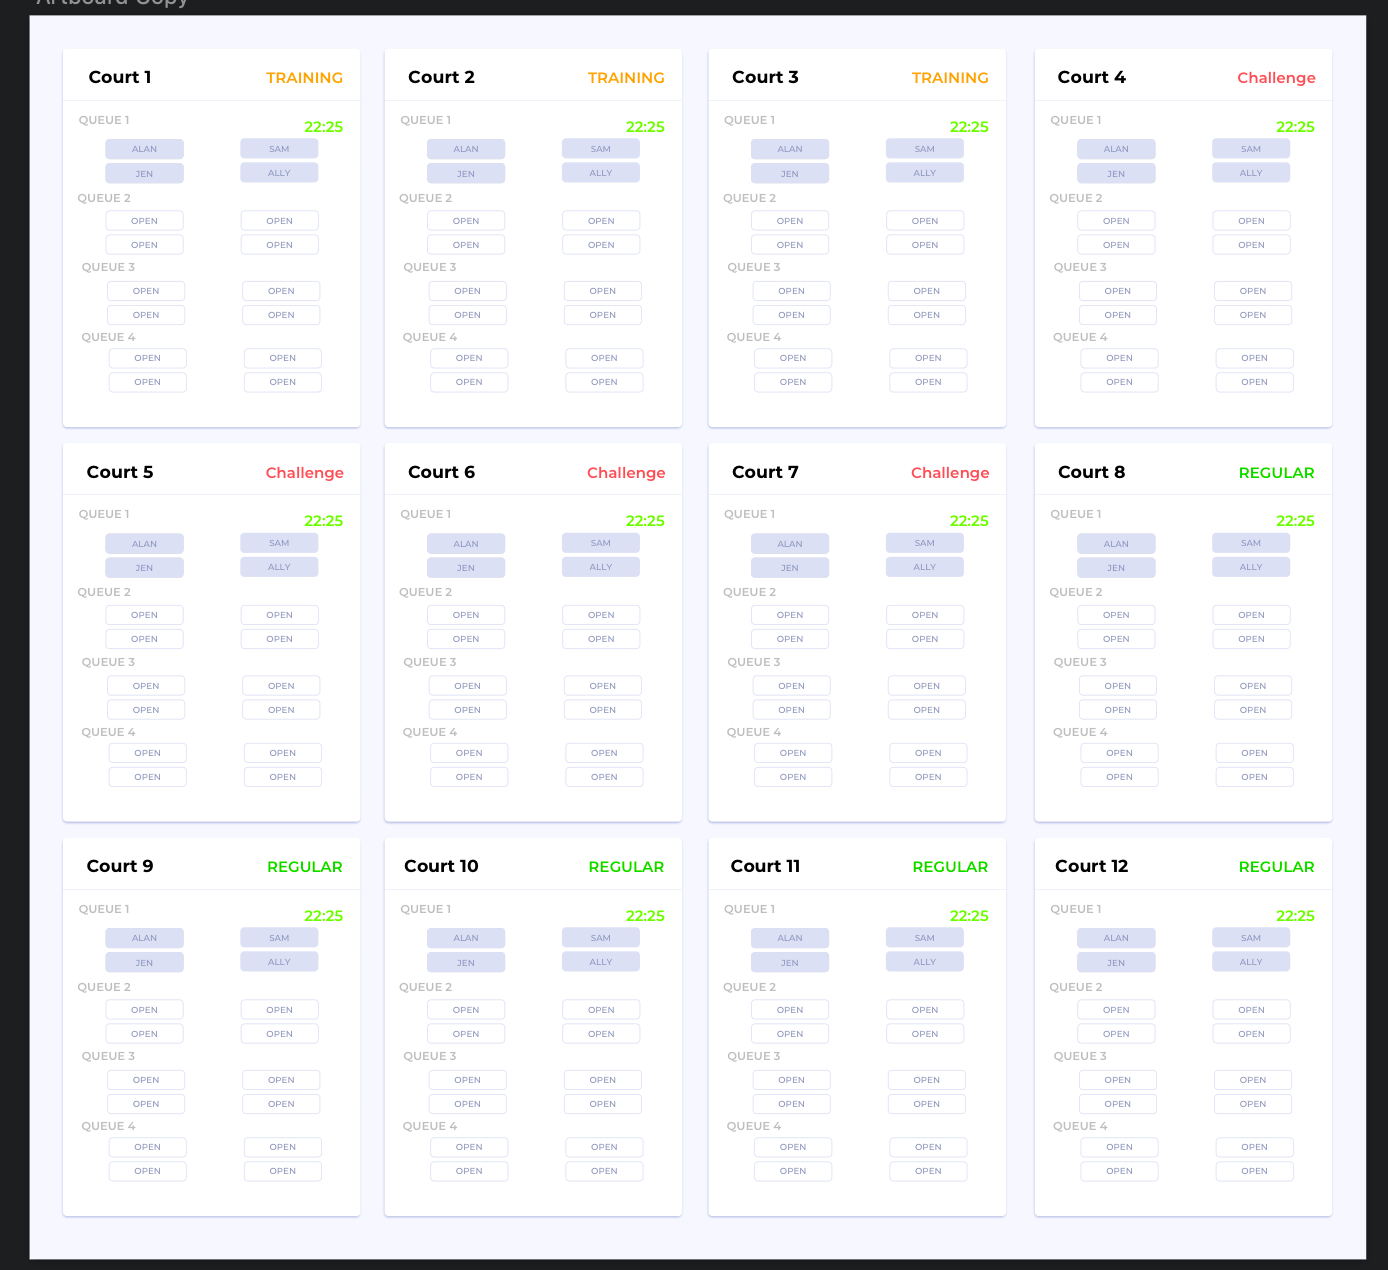 Artboard Copy
Court 1 TRAINING
QUEUE 1
22:25
ALAN SAM
JEN ALLY
QUEUE 2
OPEN OPEN
OPEN OPEN
QUEUE 3
OPEN OPEN
OPEN OPEN
QUEUE 4
OPEN OPEN
OPEN OPEN
Court 2 TRAINING
QUEUE 1
22:25
ALAN SAM
JEN ALLY
QUEUE 2
OPEN OPEN
OPEN OPEN
QUEUE 3
OPEN OPEN
OPEN OPEN
QUEUE 4
OPEN OPEN
OPEN OPEN
Court 3 TRAINING
QUEUE 1
22:25
ALAN SAM
JEN ALLY
QUEUE 2
OPEN OPEN
OPEN OPEN
QUEUE 3
OPEN OPEN
OPEN OPEN
QUEUE 4
OPEN OPEN
OPEN OPEN
Court 4 Challenge
QUEUE 1
22:25
ALAN SAM
JEN ALLY
QUEUE 2
OPEN OPEN
OPEN OPEN
QUEUE 3
OPEN OPEN
OPEN OPEN
QUEUE 4
OPEN OPEN
OPEN OPEN
Court 5 Challenge
QUEUE 1
22:25
ALAN SAM
JEN ALLY
QUEUE 2
OPEN OPEN
OPEN OPEN
QUEUE 3
OPEN OPEN
OPEN OPEN
QUEUE 4
OPEN OPEN
OPEN OPEN
Court 6 Challenge
QUEUE 1
22:25
ALAN SAM
JEN ALLY
QUEUE 2
OPEN OPEN
OPEN OPEN
QUEUE 3
OPEN OPEN
OPEN OPEN
QUEUE 4
OPEN OPEN
OPEN OPEN
Court 7 Challenge
QUEUE 1
22:25
ALAN SAM
JEN ALLY
QUEUE 2
OPEN OPEN
OPEN OPEN
QUEUE 3
OPEN OPEN
OPEN OPEN
QUEUE 4
OPEN OPEN
OPEN OPEN
Court 8 REGULAR
QUEUE 1
22:25
ALAN SAM
JEN ALLY
QUEUE 2
OPEN OPEN
OPEN OPEN
QUEUE 3
OPEN OPEN
OPEN OPEN
QUEUE 4
OPEN OPEN
OPEN OPEN
Court 9 REGULAR
QUEUE 1
22:25
ALAN SAM
JEN ALLY
QUEUE 2
OPEN OPEN
OPEN OPEN
QUEUE 3
OPEN OPEN
OPEN OPEN
QUEUE 4
OPEN OPEN
OPEN OPEN
Court 10 REGULAR
QUEUE 1
22:25
ALAN SAM
JEN ALLY
QUEUE 2
OPEN OPEN
OPEN OPEN
QUEUE 3
OPEN OPEN
OPEN OPEN
QUEUE 4
OPEN OPEN
OPEN OPEN
Court 11 REGULAR
QUEUE 1
22:25
ALAN SAM
JEN ALLY
QUEUE 2
OPEN OPEN
OPEN OPEN
QUEUE 3
OPEN OPEN
OPEN OPEN
QUEUE 4
OPEN OPEN
OPEN OPEN
Court 12 REGULAR
QUEUE 1
22:25
ALAN SAM
JEN ALLY
QUEUE 2
OPEN OPEN
OPEN OPEN
QUEUE 3
OPEN OPEN
OPEN OPEN
QUEUE 4
OPEN OPEN
OPEN OPEN